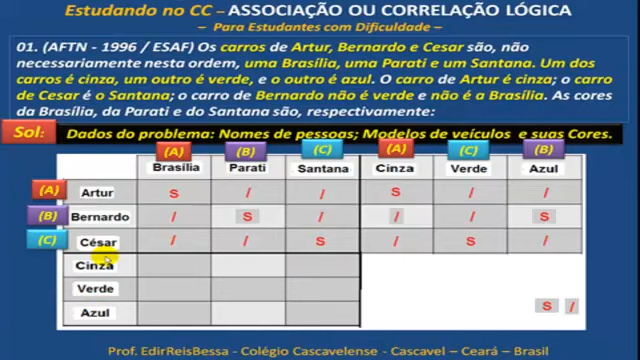 Estudando no CC – ASSOCIAÇÃO OU CORRELAÇÃO LÓGICA
– Para Estudantes com Dificuldade –
01. (AFTN - 1996 / ESAF) Os carros de Artur, Bernardo e Cesar são, não
necessariamente nesta ordem, uma Brasília, uma Parati e um Santana. Um dos
carros é cinza, um outro é verde, e o outro é azul. O carro de Artur é cinza; o carro
de Cesar é o Santana; o carro de Bernardo não é verde e não é a Brasília. As cores
da Brasília, da Parati e do Santana são, respectivamente:
Sol: Dados do problema: Nomes de pessoas; Modelos de veículos e suas Cores.
(A) (B) (C) (A) (C) (B)
Brasília Parati Santana Cinza Verde Azul
(A) Artur S / / S / /
(B) Bernardo / S / / / S
(C) César / / S / S /
Cinza
Verde
Azul S /
Prof. EdirReisBessa - Colégio Cascavelense - Cascavel – Ceará – Brasil